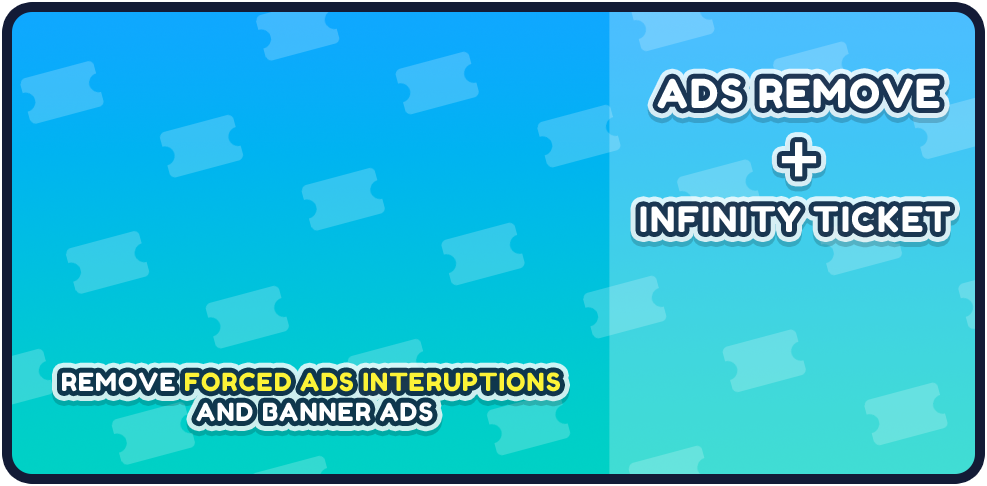 ADS REMOVE
+
INFINITY TICKET
REMOVE FORCED ADS INTERUPTIONS
AND BANNER ADS